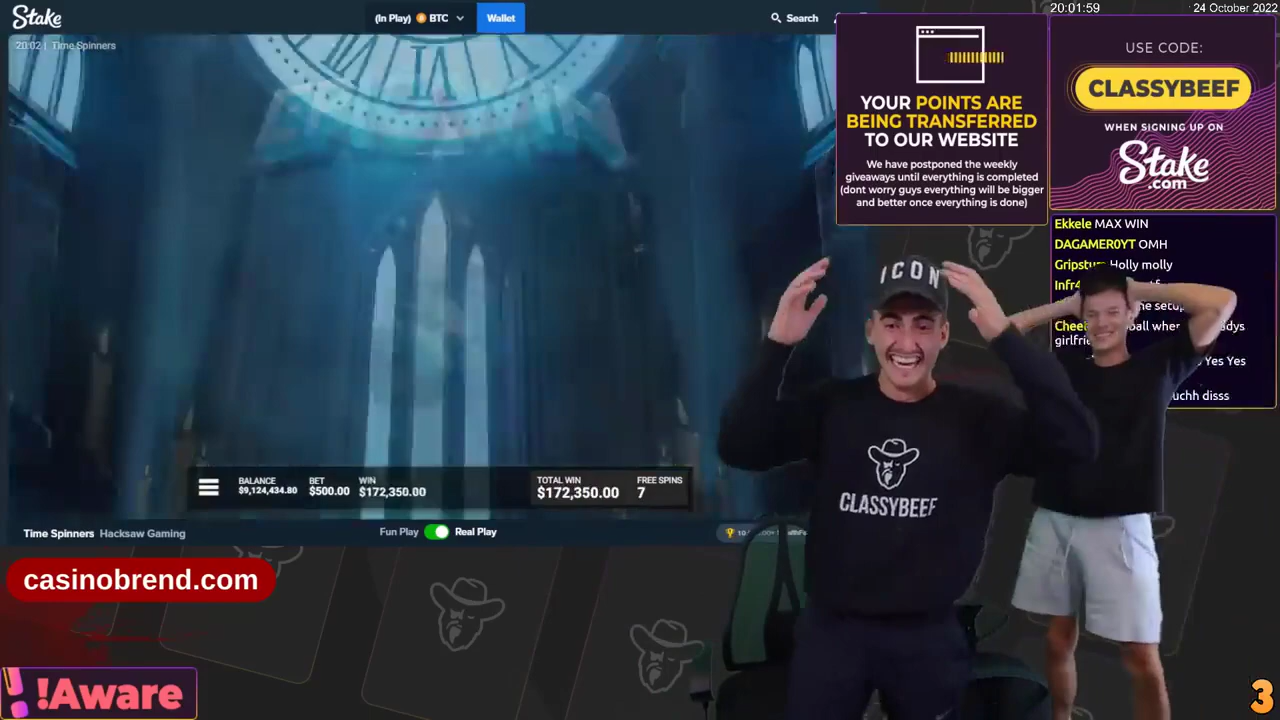 Stake
(In Play) BTC
Wallet
Search
20:02 | Time Spinners
20:01:59
24 October 2022
YOUR POINTS ARE
BEING TRANSFERRED
TO OUR WEBSITE
We have postponed the weekly
giveaways until everything is completed
(dont worry guys everything will be bigger
and better once everything is done)
USE CODE:
CLASSYBEEF
WHEN SIGNING UP ON
Stake
.com
Ekkele MAX WIN
DAGAMER0YT OMH
Holly molly
Yes Yes
disss
ICON
CLASSYBEEF
BALANCE
$9,124,434.80
BET
$500.00
WIN
$172,350.00
TOTAL WIN
$172,350.00
FREE SPINS
7
Time Spinners Hacksaw Gaming
Fun Play
Real Play
casinobrend.com
!Aware
3